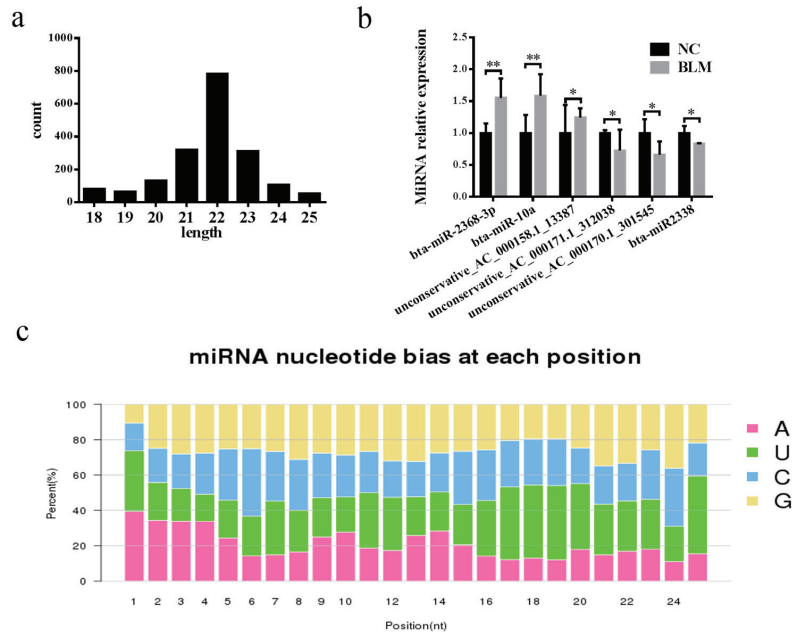 a
count
1000
800
600
400
200
0
18 19 20 21 22 23 24 25
length
b
MiRNA relative expression
2.5
2.0
1.5
1.0
0.5
0.0
NC
BLM
** ** * * * *
bta-miR-2368-3p
bta-miR-10a
unconservative_AC_000158.1_13387
unconservative_AC_000171.1_312038
unconservative_AC_000170.1_301545
bta-miR2338
c
miRNA nucleotide bias at each position
Percent(%)
100
80
60
40
20
0
1 2 3 4 5 6 7 8 9 10 12 14 16 18 20 22 24
Position(nt)
A
U
C
G